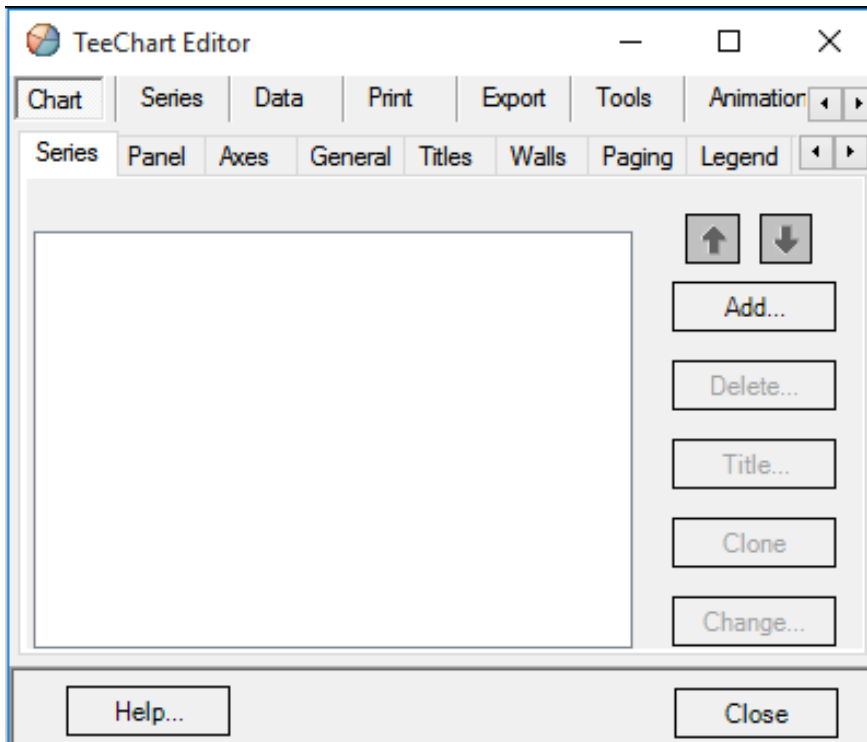 TeeChart Editor
Chart Series Data Print Export Tools Animation
Series Panel Axes General Titles Walls Paging Legend
Add...
Delete...
Title...
Clone
Change...
Help... Close